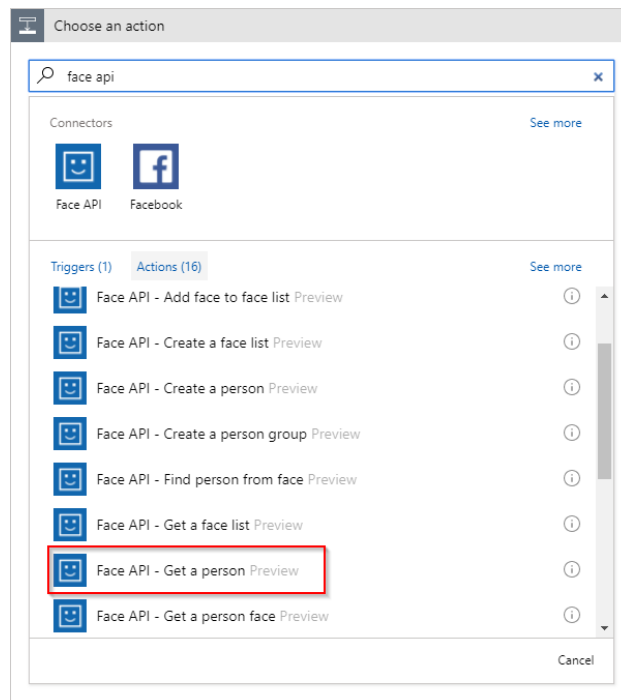 Choose an action
face api
Connectors
See more
Face API
Facebook
Triggers (1)
Actions (16)
See more
Face API - Add face to face list Preview
Face API - Create a face list Preview
Face API - Create a person Preview
Face API - Create a person group Preview
Face API - Find person from face Preview
Face API - Get a face list Preview
Face API - Get a person Preview
Face API - Get a person face Preview
Cancel